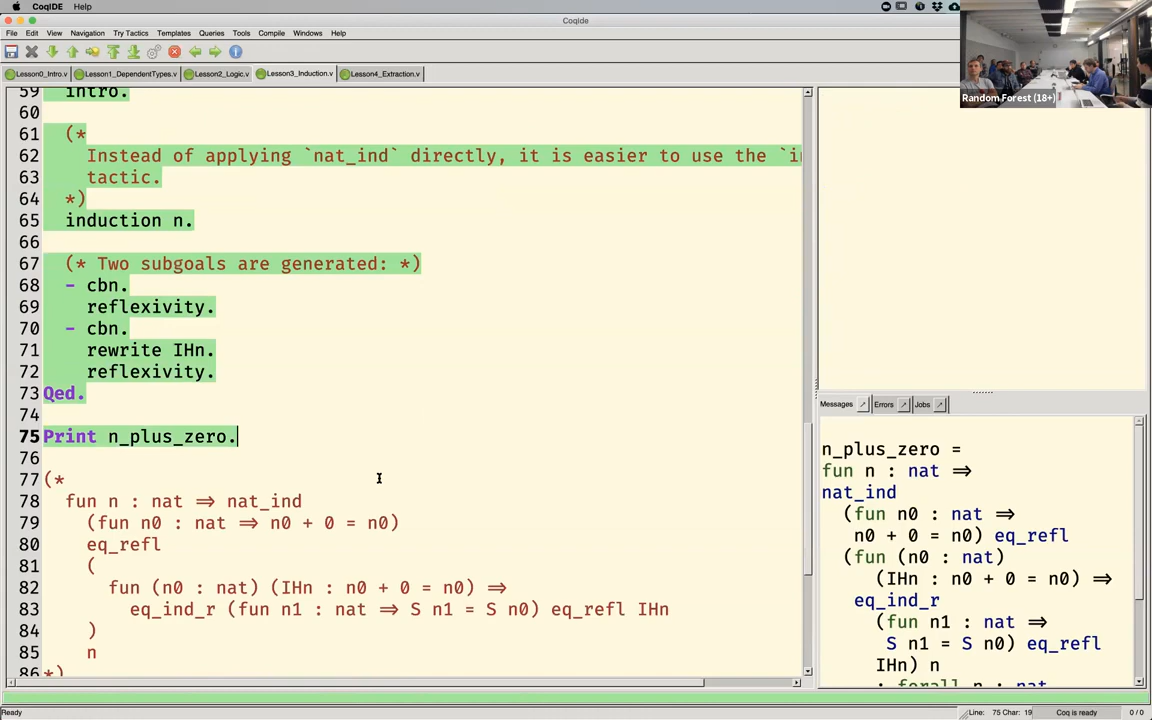 CoqIDE Help
CoqIde
File Edit View Navigation Try Tactics Templates Queries Tools Compile Windows Help
Lesson0_Intro.v Lesson1_DependentTypes.v Lesson2_Logic.v Lesson3_Induction.v Lesson4_Extraction.v
59 intro.
60
61 (*
62 Instead of applying `nat_ind` directly, it is easier to use the `i
63 tactic.
64 *)
65 induction n.
66
67 (* Two subgoals are generated: *)
68 - cbn.
69 reflexivity.
70 - cbn.
71 rewrite IHn.
72 reflexivity.
73 Qed.
74
75 Print n_plus_zero.
76
77 (*
78 fun n : nat ⇒ nat_ind
79 (fun n0 : nat ⇒ n0 + 0 = n0)
80 eq_refl
81 (
82 fun (n0 : nat) (IHn : n0 + 0 = n0) ⇒
83 eq_ind_r (fun n1 : nat ⇒ S n1 = S n0) eq_refl IHn
84 )
85 n
86 *)
Random Forest (18+)
Messages Errors Jobs
n_plus_zero =
fun n : nat ⇒
nat_ind
(fun n0 : nat ⇒
n0 + 0 = n0) eq_refl
(fun (n0 : nat)
(IHn : n0 + 0 = n0) ⇒
eq_ind_r
(fun n1 : nat ⇒
S n1 = S n0) eq_refl
IHn) n
: forall n : nat
Ready
Line: 75 Char: 19 Coq is ready 0 / 0